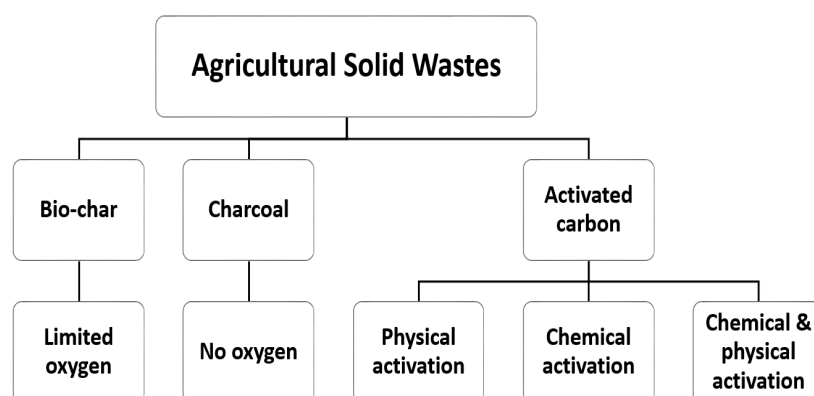 Agricultural Solid Wastes
Bio-char
Charcoal
Activated
carbon
Limited
oxygen
No oxygen
Physical
activation
Chemical
activation
Chemical &
physical
activation